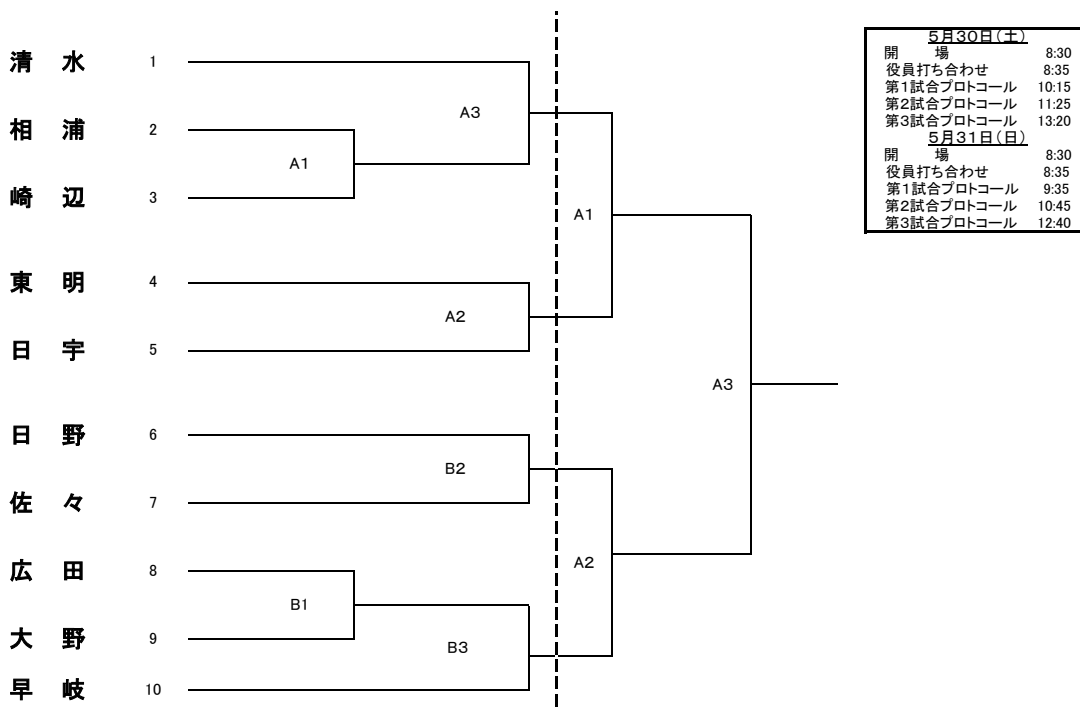 清水 1
相浦 2
崎辺 3
東明 4
日宇 5
日野 6
佐々 7
広田 8
大野 9
早岐 10
A1
A3
A2
B2
B1
B3
A1
A2
A3
5月30日(土)
開場 8:30
役員打ち合わせ 8:35
第1試合プロトコール 10:15
第2試合プロトコール 11:25
第3試合プロトコール 13:20
5月31日(日)
開場 8:30
役員打ち合わせ 8:35
第1試合プロトコール 9:35
第2試合プロトコール 10:45
第3試合プロトコール 12:40